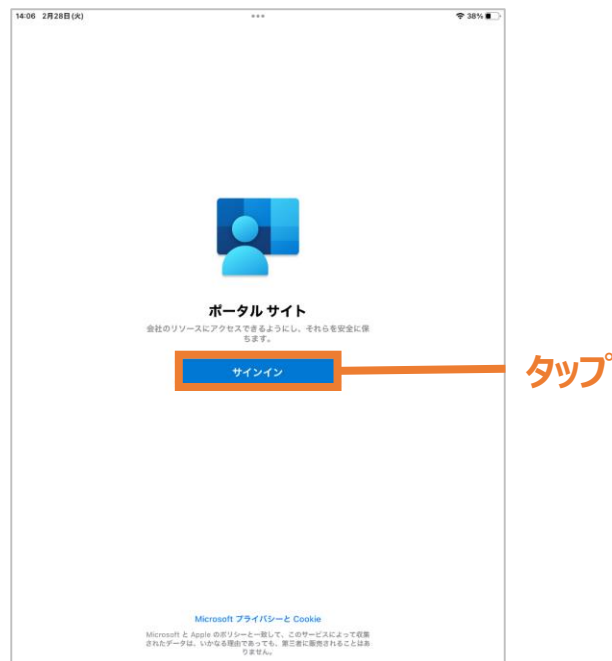 14:06 2月28日(火)
38%
ポータル サイト
会社のリソースにアクセスできるようにし、それらを安全に保
ちます。
サインイン
タップ
Microsoft プライバシーと Cookie
Microsoft と Apple のポリシーと一致して、このサービスによって収集
されたデータは、いかなる理由であっても、第三者に販売されることはあ
りません。